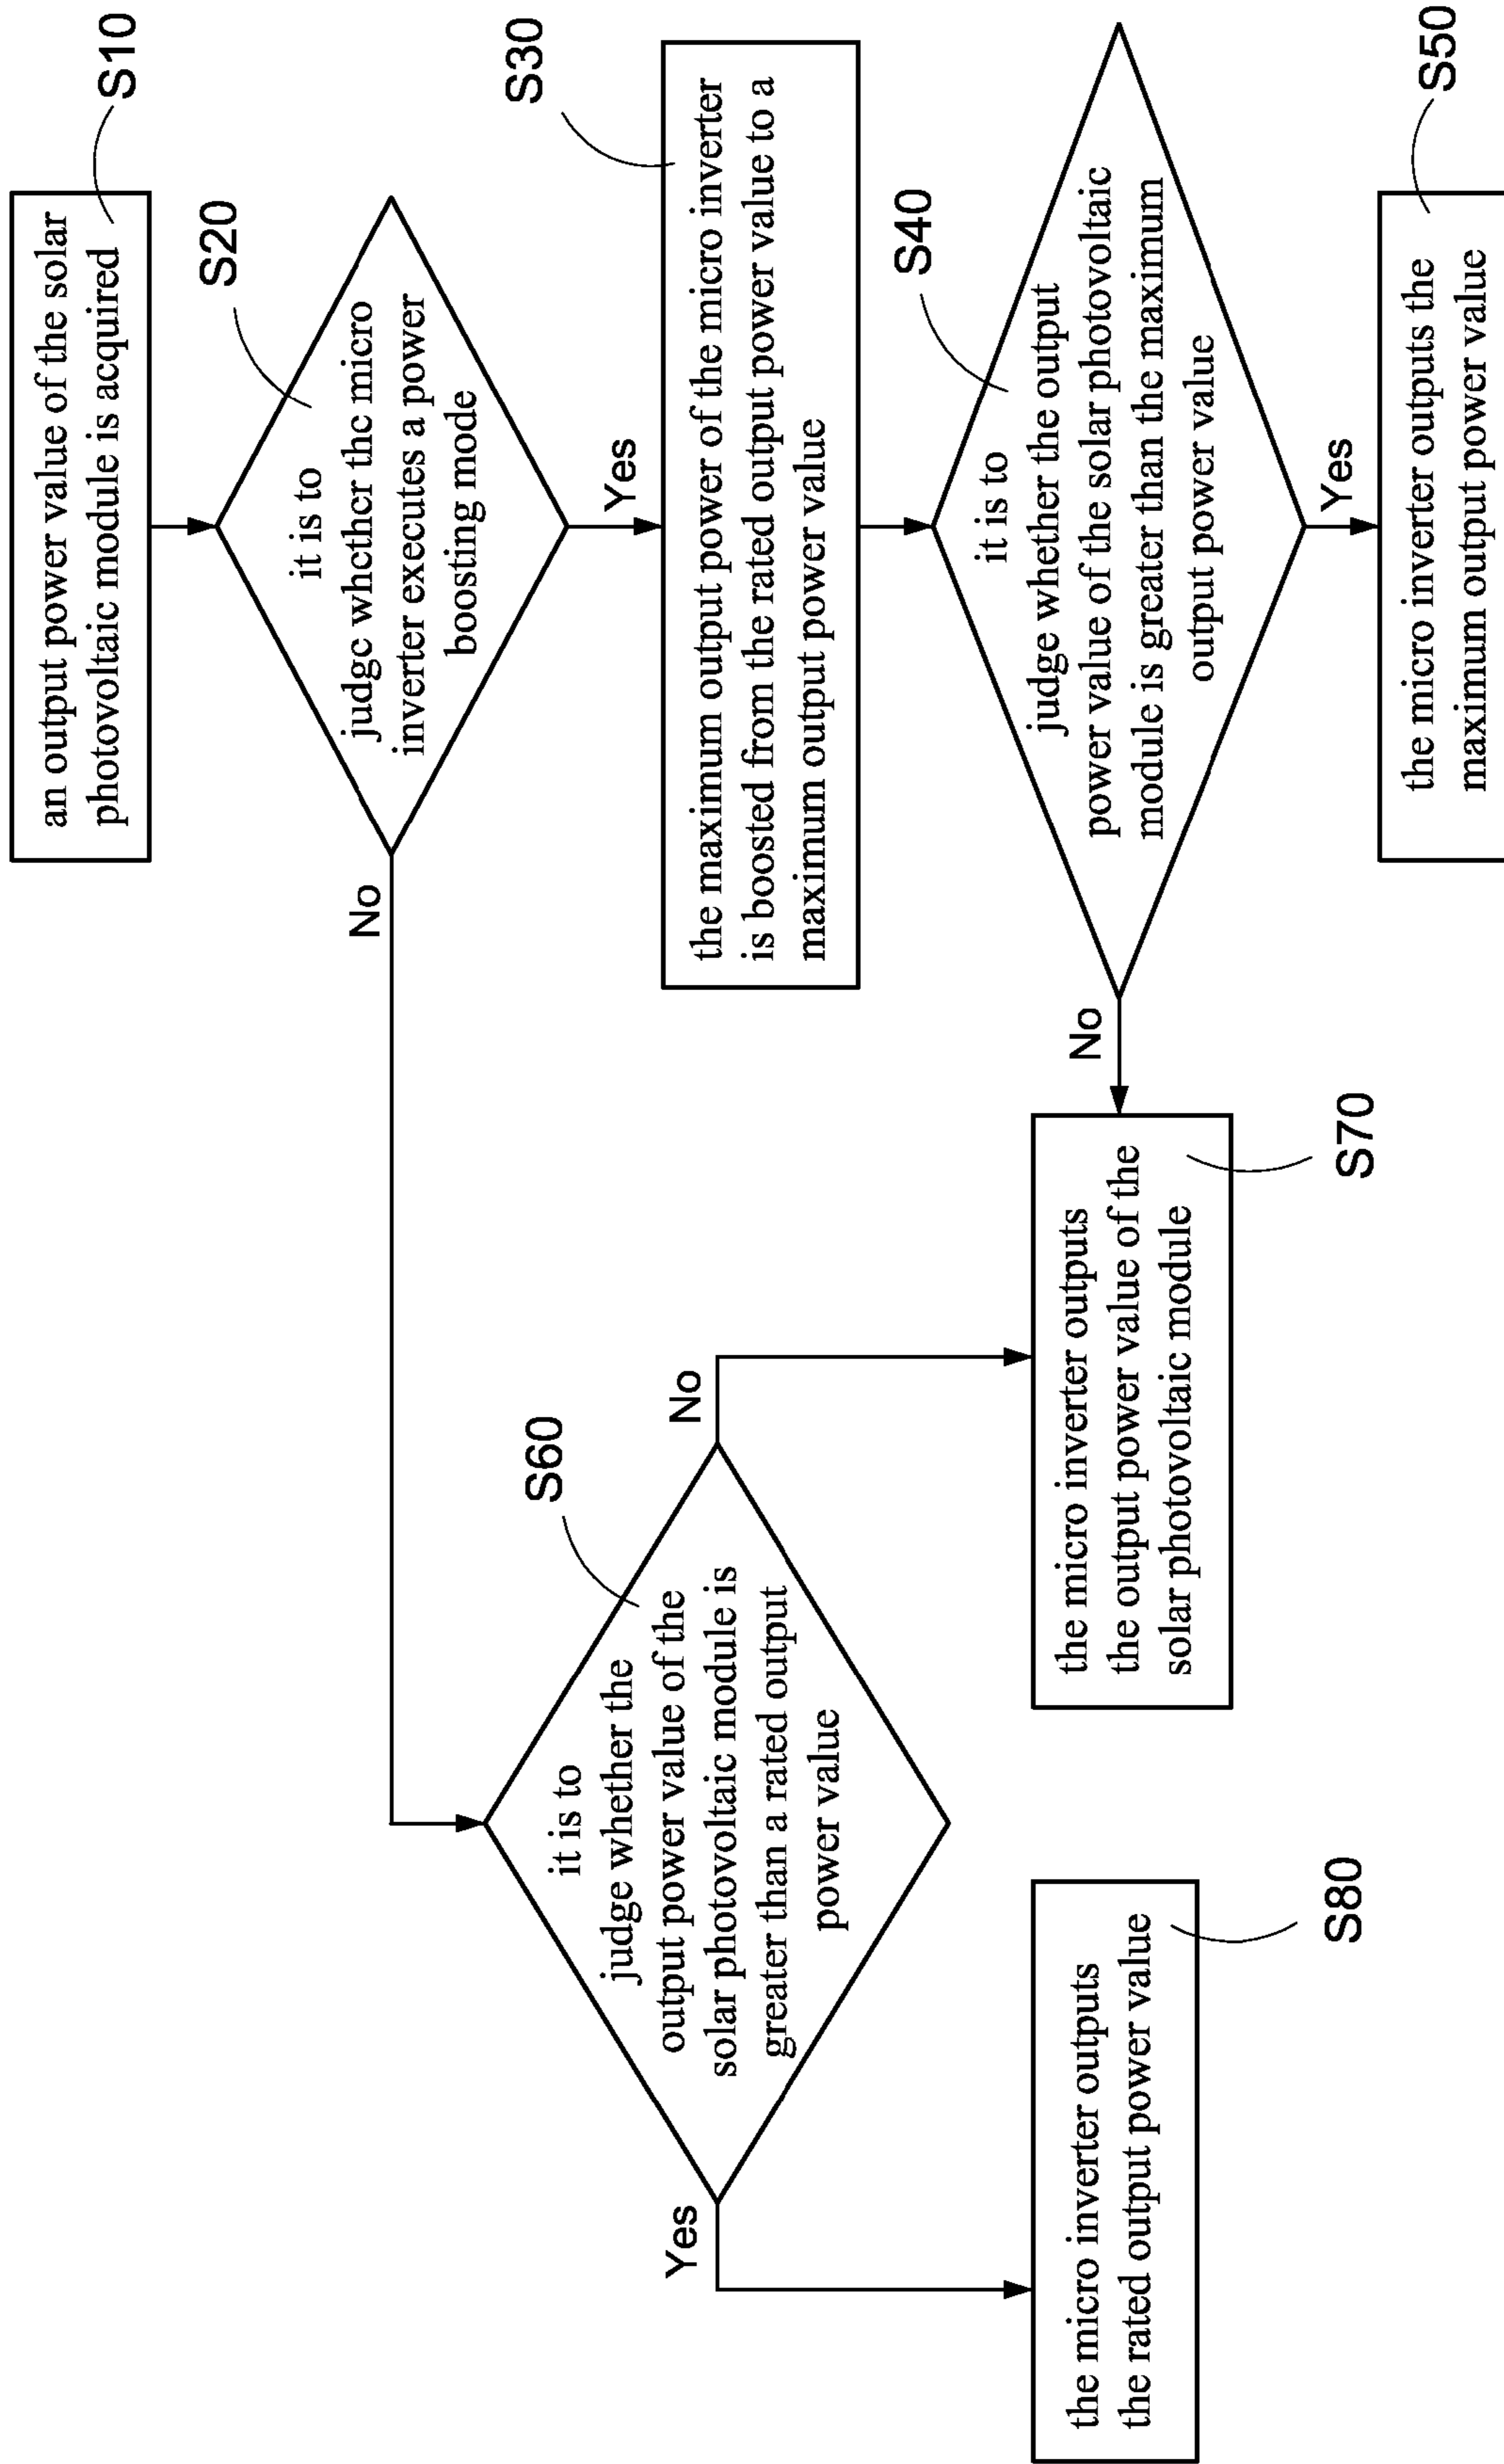 an output power value of the solar
photovoltaic module is acquired
S10
S20
it is to
judge whether the micro
inverter executes a power
boosting mode
No
Yes
S30
the maximum output power of the micro inverter
is boosted from the rated output power value to a
maximum output power value
S40
it is to
judge whether the output
power value of the solar photovoltaic
module is greater than the maximum
output power value
No
Yes
S50
the micro inverter outputs the
maximum output power value
S60
it is to
judge whether the
output power value of the
solar photovoltaic module is
greater than a rated output
power value
Yes
No
the micro inverter outputs
the output power value of the
solar photovoltaic module
S70
the micro inverter outputs
the rated output power value
S80